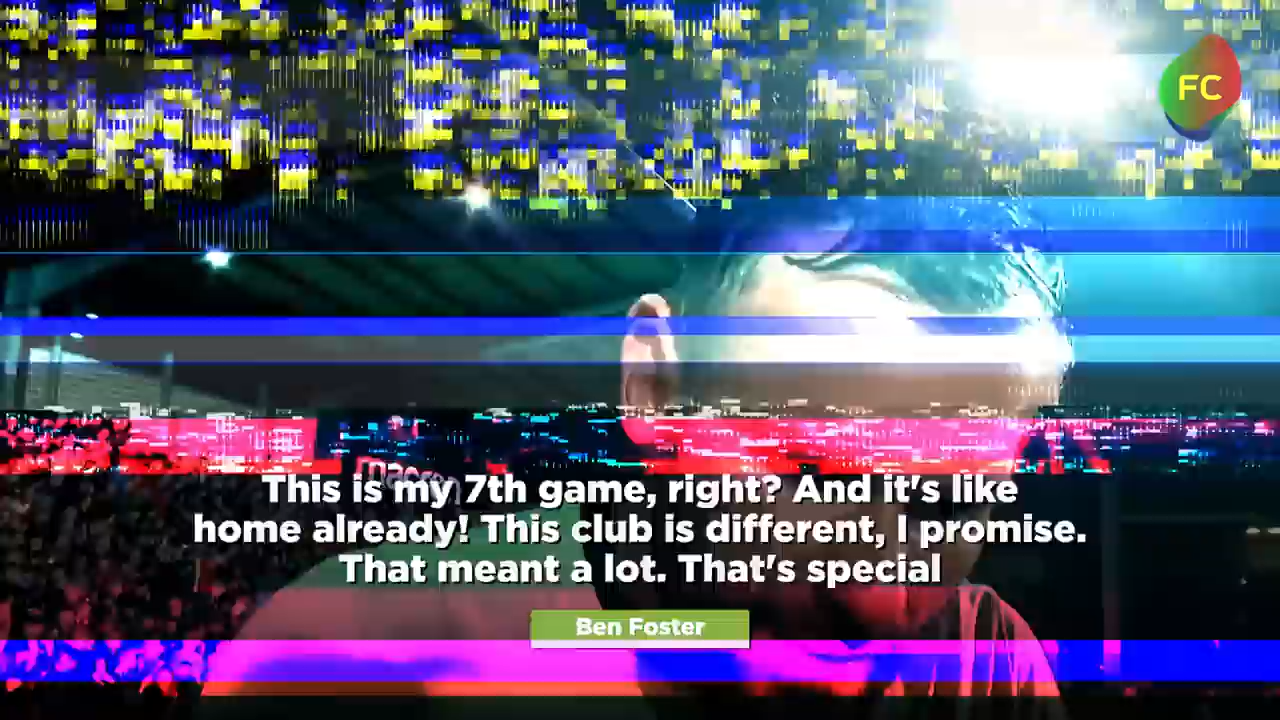 FC
macron
This is my 7th game, right? And it's like
home already! This club is different, I promise.
That meant a lot. That's special
Ben Foster